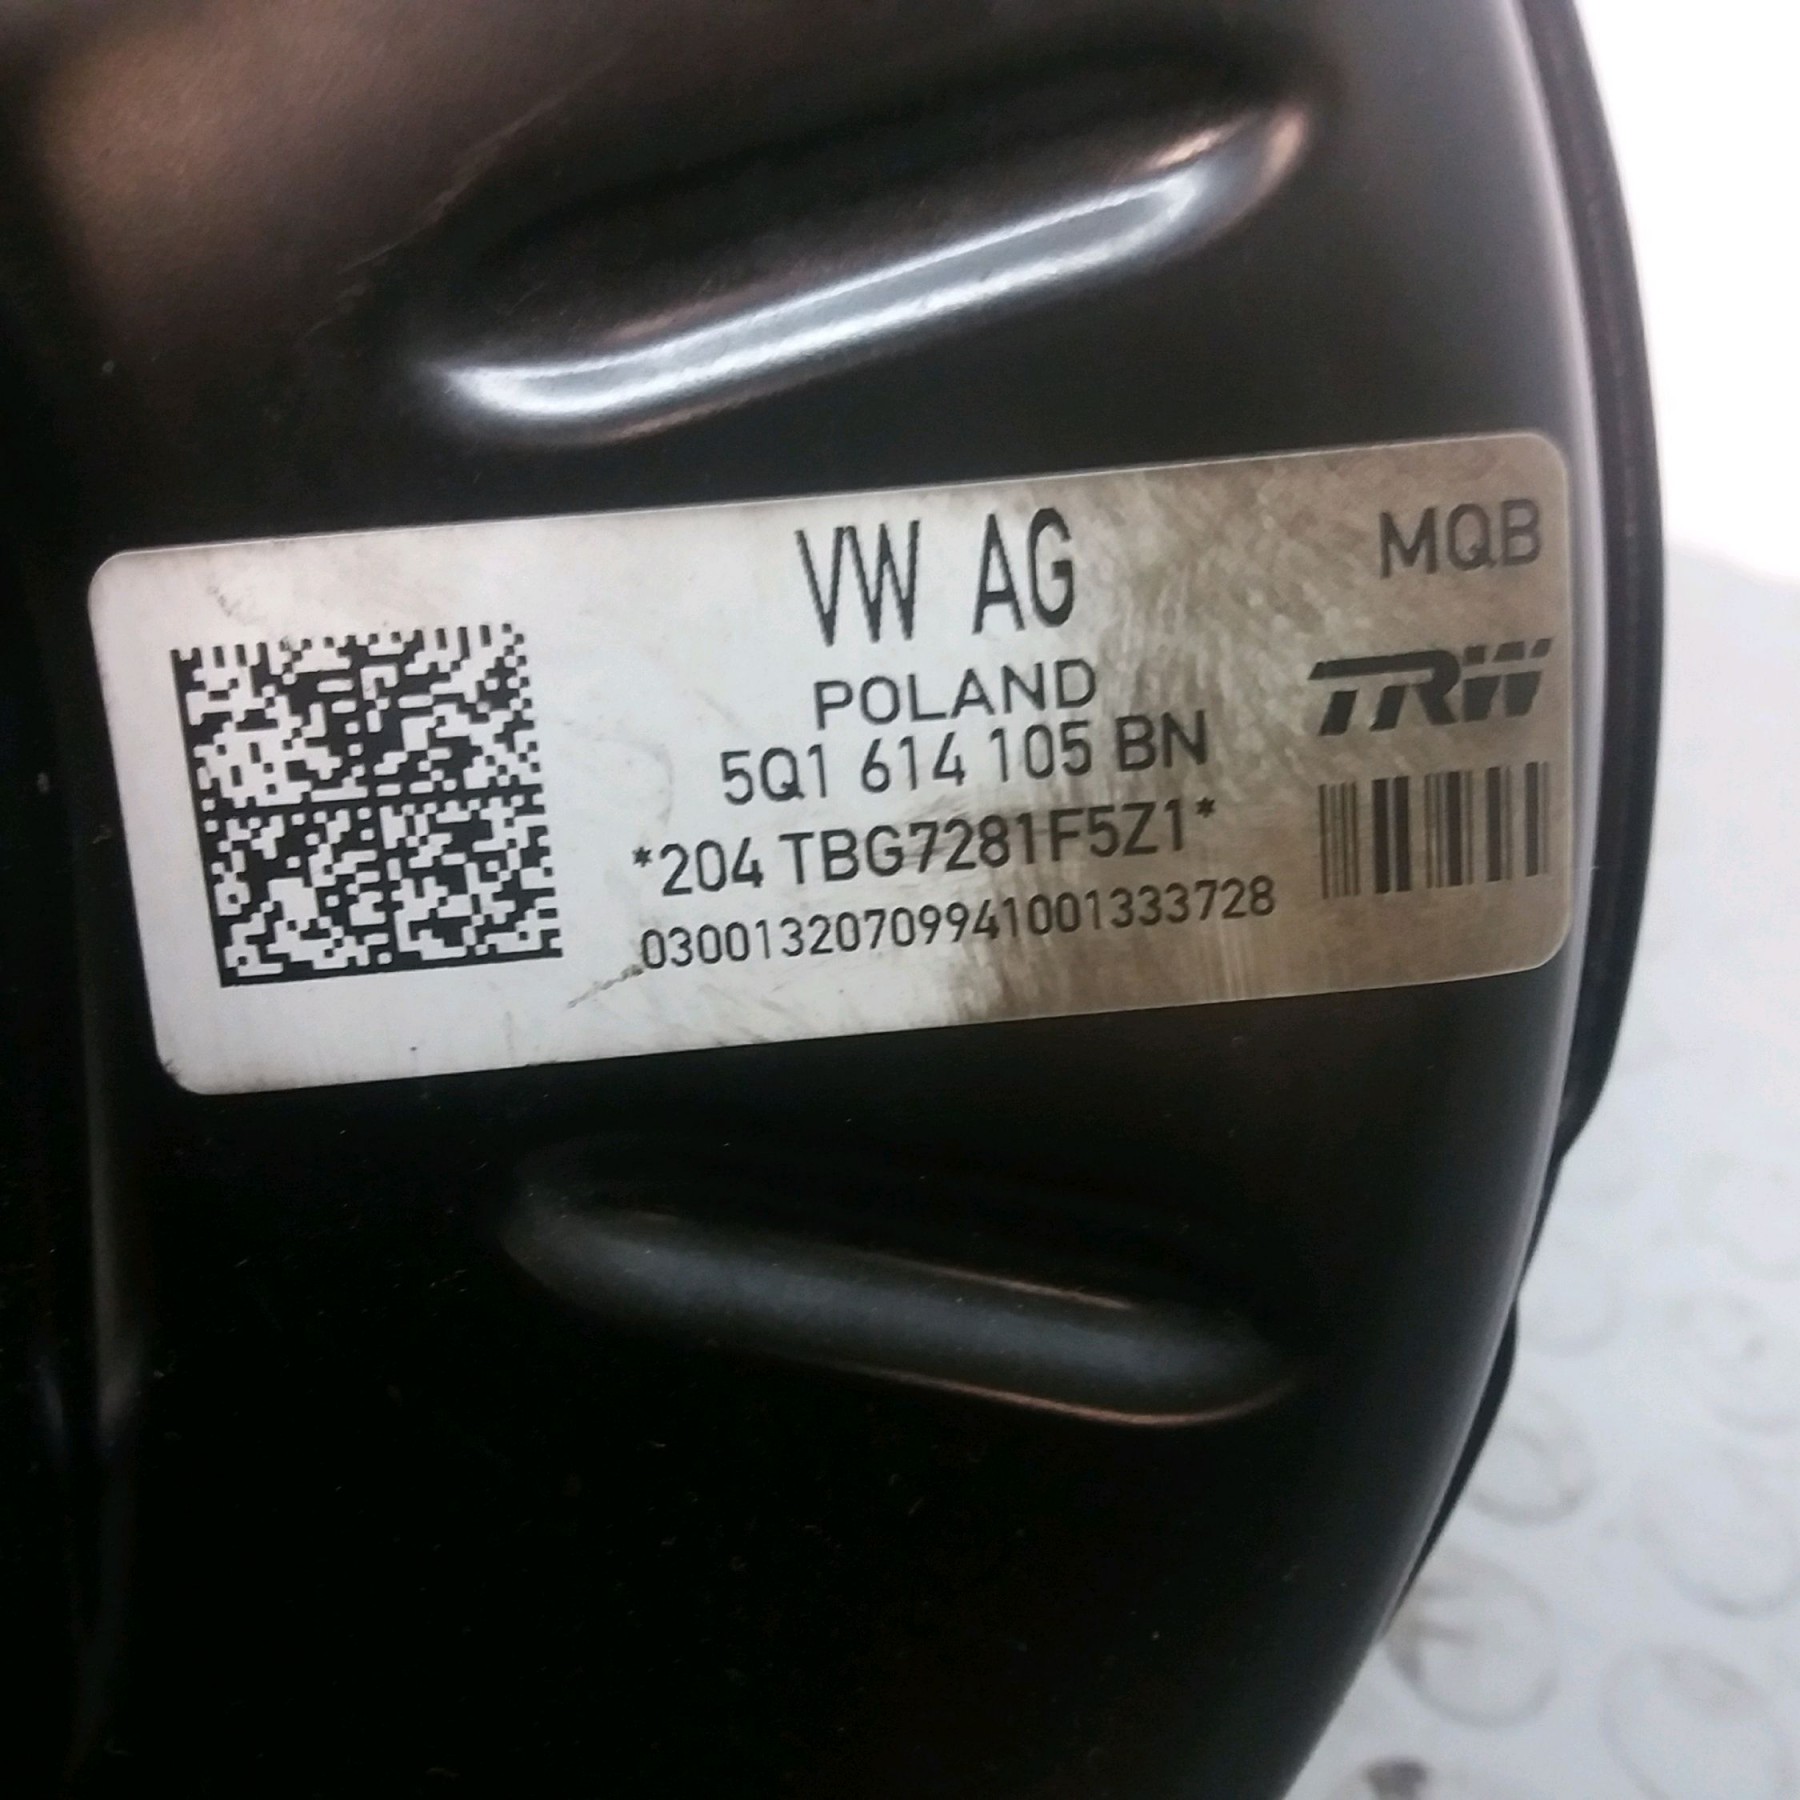 VW AG
MQB
POLAND
TRW
5Q1 614 105 BN
*204 TBG7281F5Z1*
03001320709941001333728